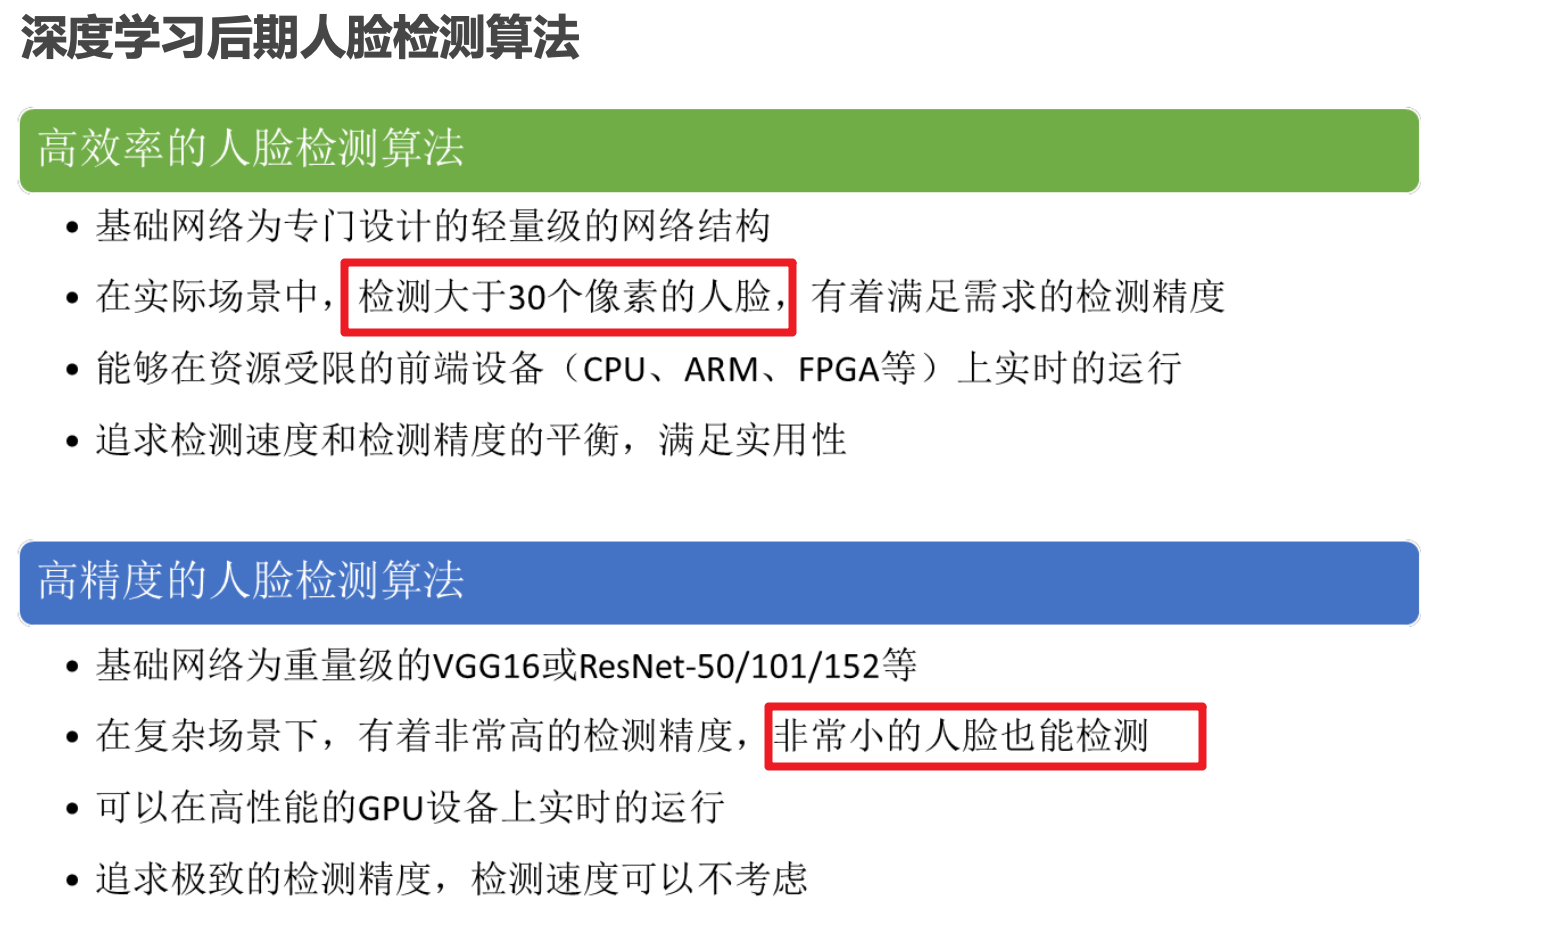 深度学习后期人脸检测算法
高效率的人脸检测算法
• 基础网络为专门设计的轻量级的网络结构
• 在实际场景中，检测大于30个像素的人脸，有着满足需求的检测精度
• 能够在资源受限的前端设备（CPU、ARM、FPGA等）上实时的运行
• 追求检测速度和检测精度的平衡，满足实用性
高精度的人脸检测算法
• 基础网络为重量级的VGG16或ResNet-50/101/152等
• 在复杂场景下，有着非常高的检测精度，非常小的人脸也能检测
• 可以在高性能的GPU设备上实时的运行
• 追求极致的检测精度，检测速度可以不考虑